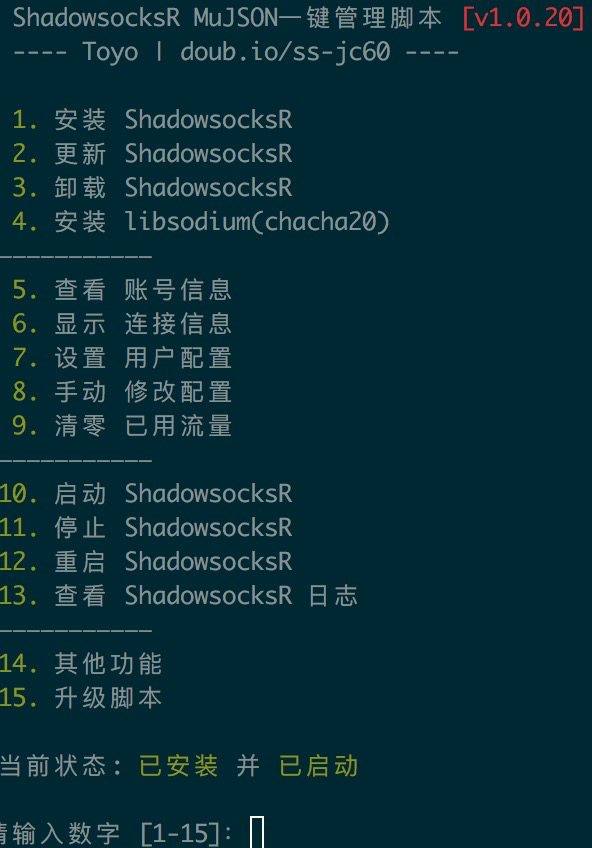 ShadowsocksR MuJSON一键管理脚本 [v1.0.20]
---- Toyo | doub.io/ss-jc60 ----
1. 安装 ShadowsocksR
2. 更新 ShadowsocksR
3. 卸载 ShadowsocksR
4. 安装 libsodium(chacha20)
————————————
5. 查看 账号信息
6. 显示 连接信息
7. 设置 用户配置
8. 手动 修改配置
9. 清零 已用流量
————————————
10. 启动 ShadowsocksR
11. 停止 ShadowsocksR
12. 重启 ShadowsocksR
13. 查看 ShadowsocksR 日志
————————————
14. 其他功能
15. 升级脚本
当前状态: 已安装 并 已启动
请输入数字 [1-15]: